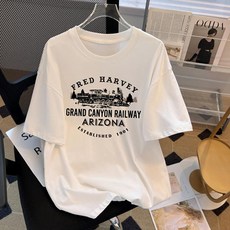 FRED HARVEY
GRAND CANYON RAILWAY
ARIZONA
ESTABLISHED 1901